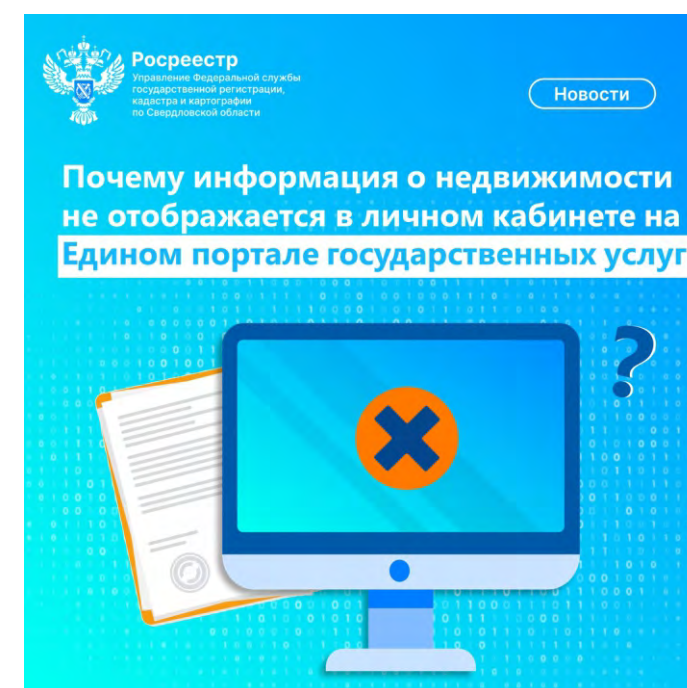 Росреестр
Управление Федеральной службы
государственной регистрации,
кадастра и картографии
по Свердловской области
Новости
Почему информация о недвижимости
не отображается в личном кабинете на
Едином портале государственных услуг
?